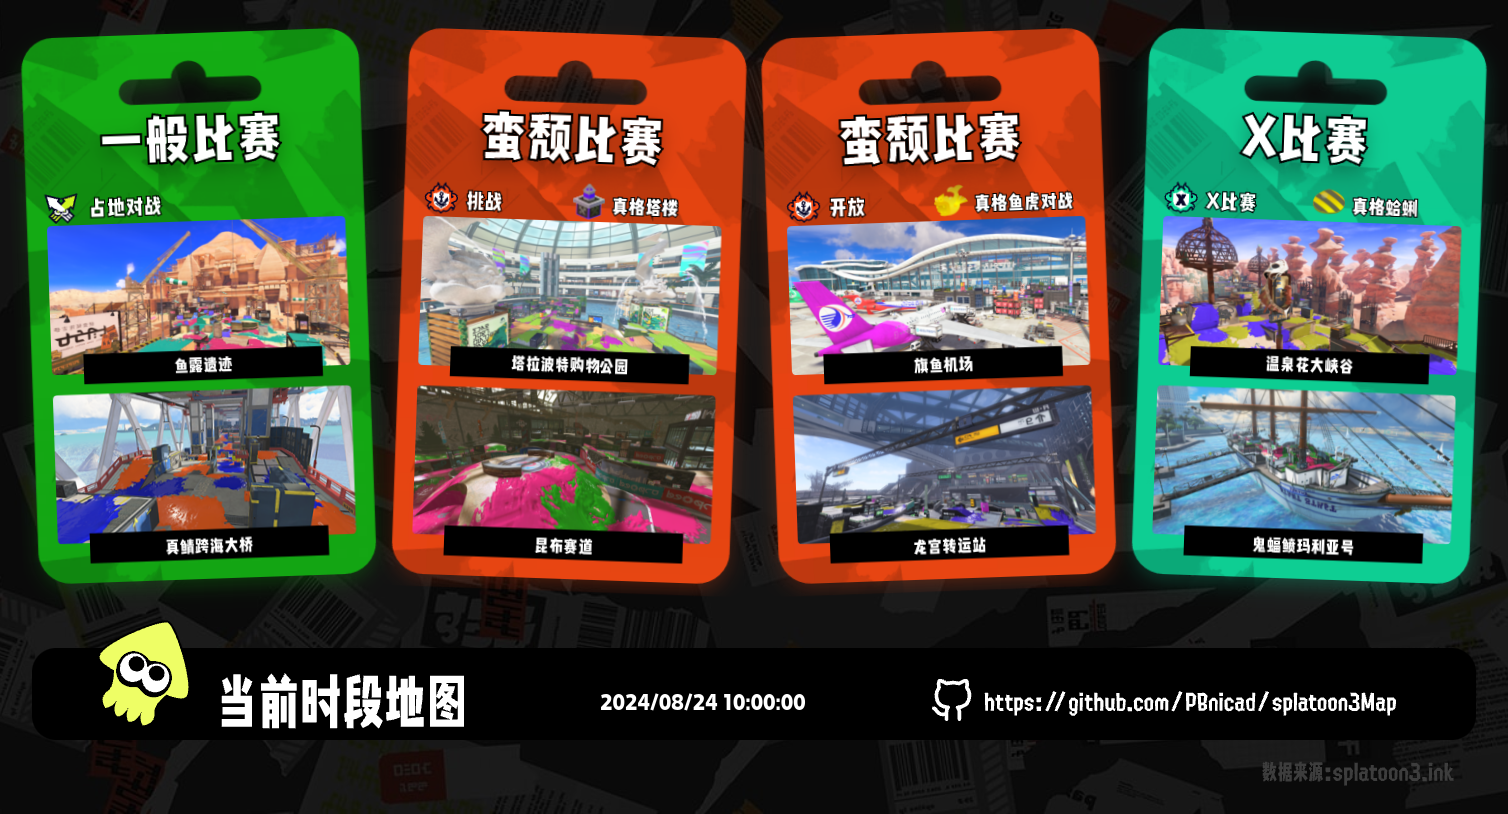 一般比赛
占地对战
鱼露遗迹
真鲭跨海大桥
蛮颓比赛
挑战
真格塔楼
塔拉波特购物公园
昆布赛道
蛮颓比赛
开放
真格鱼虎对战
旗鱼机场
龙宫转运站
X比赛
X比赛
真格蛤蜊
温泉花大峡谷
鬼蝠鲼玛利亚号
当前时段地图
2024/08/24 10:00:00
https://github.com/PBnicad/splatoon3Map
数据来源:splatoon3.ink